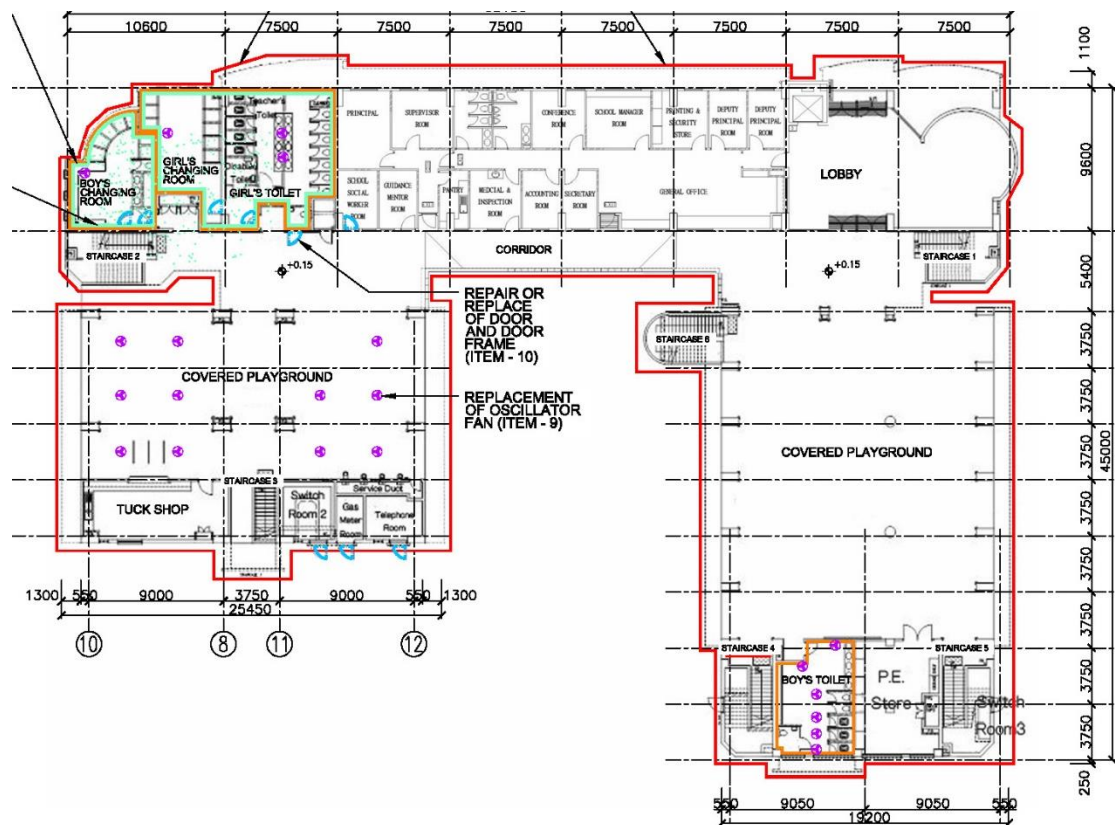 10600
7500
7500
7500
7500
7500
7500
7500
1100
9600
5400
3750
3750
3750
3750
3750
3750
3750
3750
250
45000
Teacher's
Toilet
Disabled
Toilet
GIRL'S
CHANGING
ROOM
GIRL'S TOILET
BOY'S
CHANGING
ROOM
PRINCIPAL
SUPERVISOR
ROOM
CONFERENCE
ROOM
SCHOOL MANAGER
ROOM
PRINTING &
SECURITY
STORE
DEPUTY
PRINCIPAL
ROOM
DEPUTY
PRINCIPAL
ROOM
SCHOOL
SOCIAL
WORKER
ROOM
GUIDANCE
MENTOR
ROOM
PANTRY
MEDCIAL &
INSPECTION
ROOM
ACCOUNTING
ROOM
SECRETARY
ROOM
GENERAL OFFICE
LOBBY
STAIRCASE 2
+0.15
CORRIDOR
+0.15
STAIRCASE 1
REPAIR OR
REPLACE
OF DOOR
AND DOOR
FRAME
(ITEM - 10)
STAIRCASE 6
COVERED PLAYGROUND
REPLACEMENT
OF OSCILLATOR
FAN (ITEM - 9)
COVERED PLAYGROUND
TUCK SHOP
STAIRCASE 3
Switch
Room 2
Service Duct
Gas
Meter
Room
Telephone
Room
1300
550
9000
3750
9000
550
1300
25450
10
8
11
12
STAIRCASE 4
BOY'S TOILET
P.E.
Store
STAIRCASE 5
Switch
Room3
550
9050
9050
550
19200